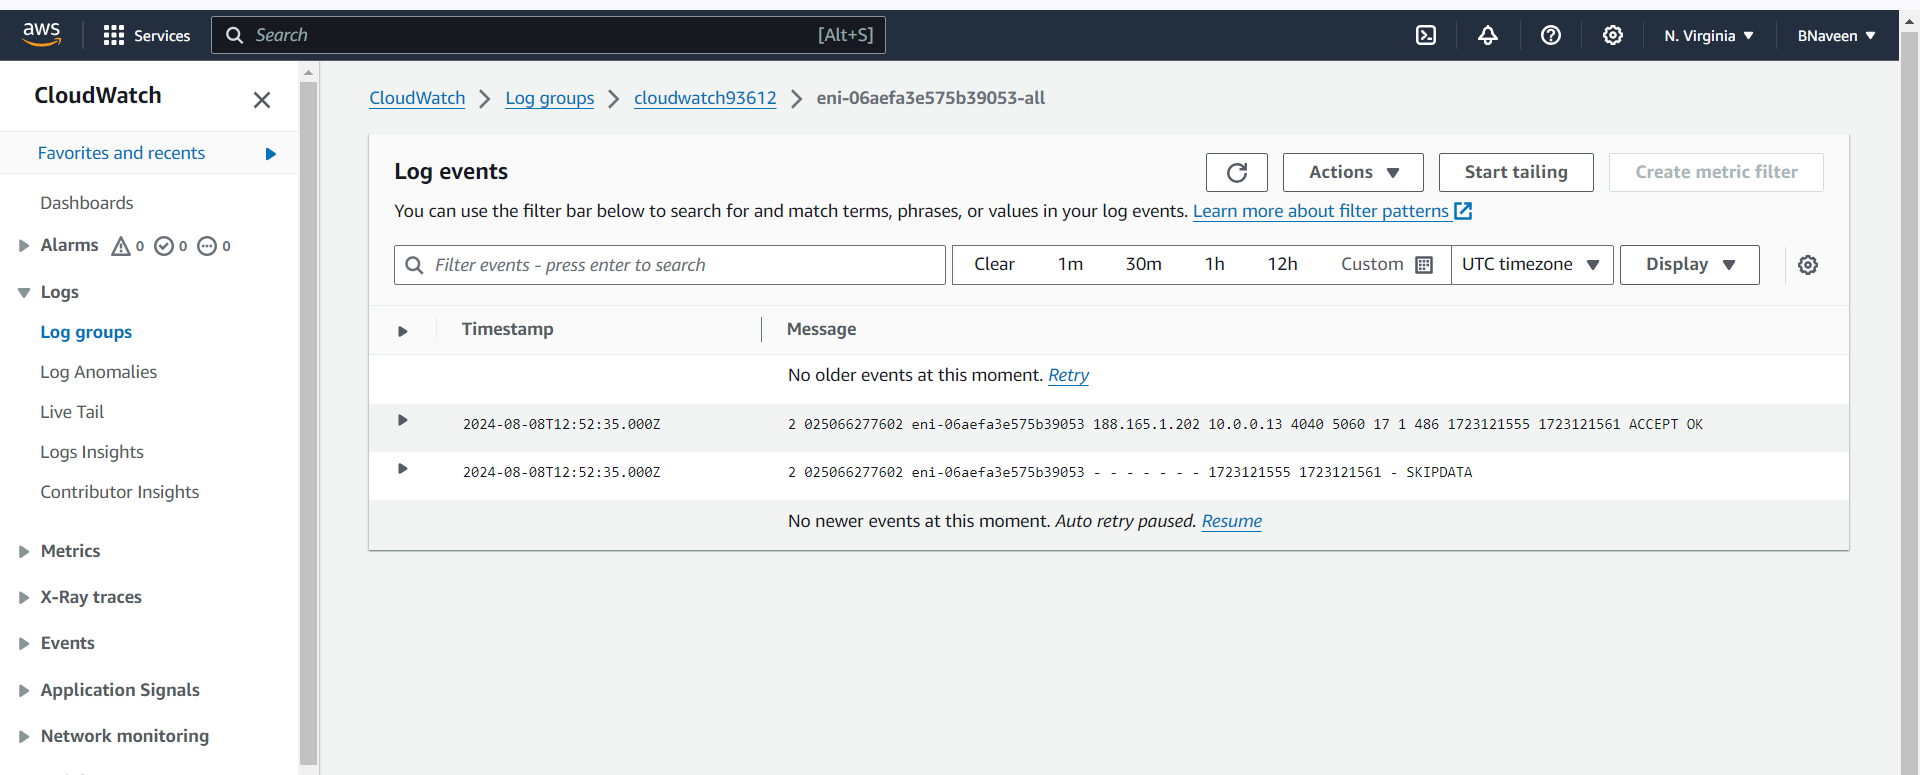 aws Services Search [Alt+S] N. Virginia BNaveen
CloudWatch
Favorites and recents
Dashboards
Alarms 0 0 0
Logs
Log groups
Log Anomalies
Live Tail
Logs Insights
Contributor Insights
Metrics
X-Ray traces
Events
Application Signals
Network monitoring
CloudWatch Log groups cloudwatch93612 eni-06aefa3e575b39053-all
Log events
Actions Start tailing Create metric filter
You can use the filter bar below to search for and match terms, phrases, or values in your log events. Learn more about filter patterns
Filter events - press enter to search Clear 1m 30m 1h 12h Custom UTC timezone Display
Timestamp Message
No older events at this moment. Retry
2024-08-08T12:52:35.000Z 2 025066277602 eni-06aefa3e575b39053 188.165.1.202 10.0.0.13 4040 5060 17 1 486 1723121555 1723121561 ACCEPT OK
2024-08-08T12:52:35.000Z 2 025066277602 eni-06aefa3e575b39053 - - - - - - - 1723121555 1723121561 - SKIPDATA
No newer events at this moment. Auto retry paused. Resume